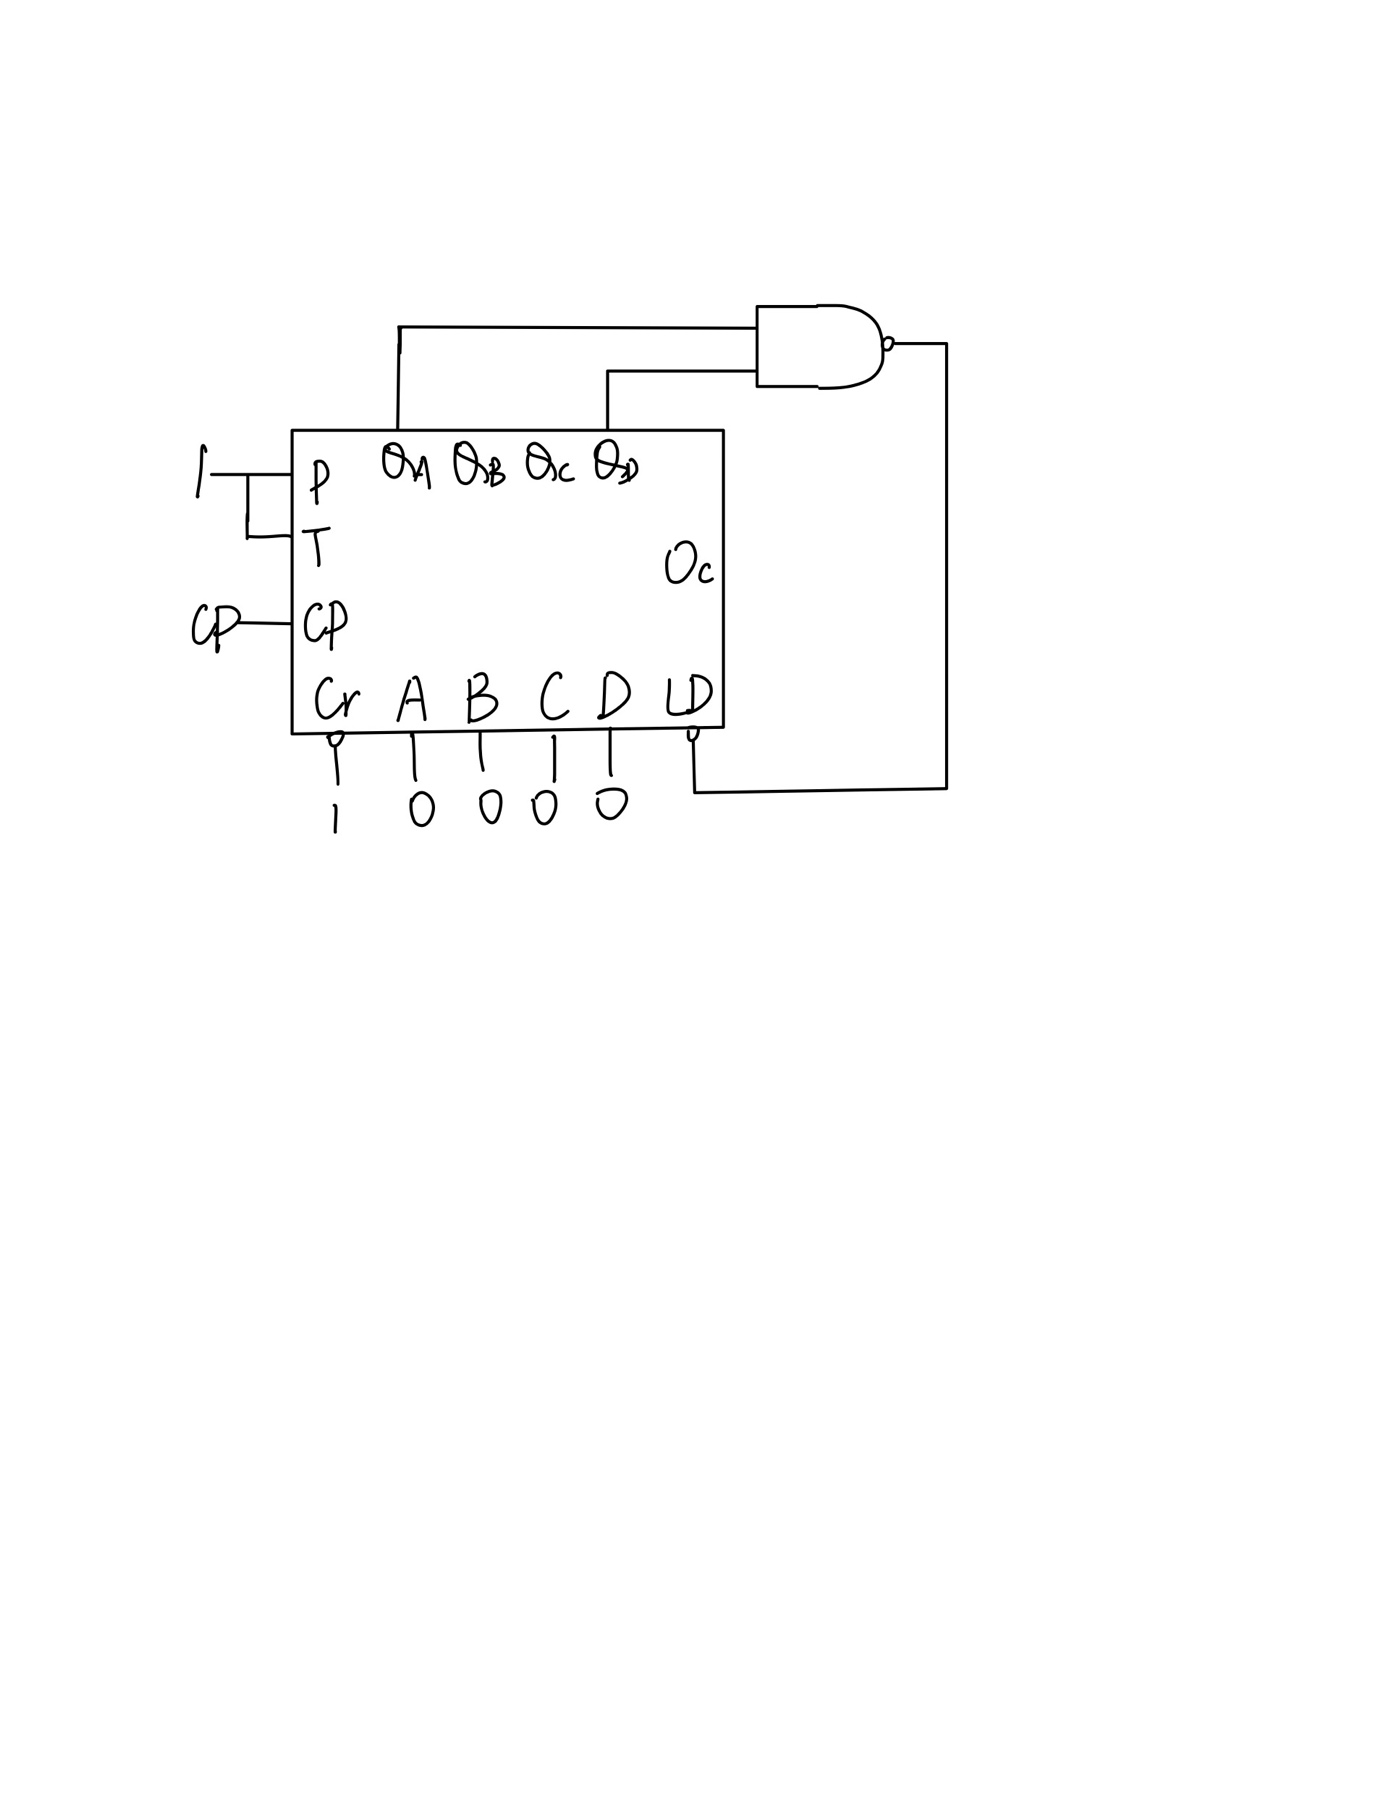 1 P QA QB QC QD
T
Oc
CP CP
Cr A B C D LD
1 0 0 0 0